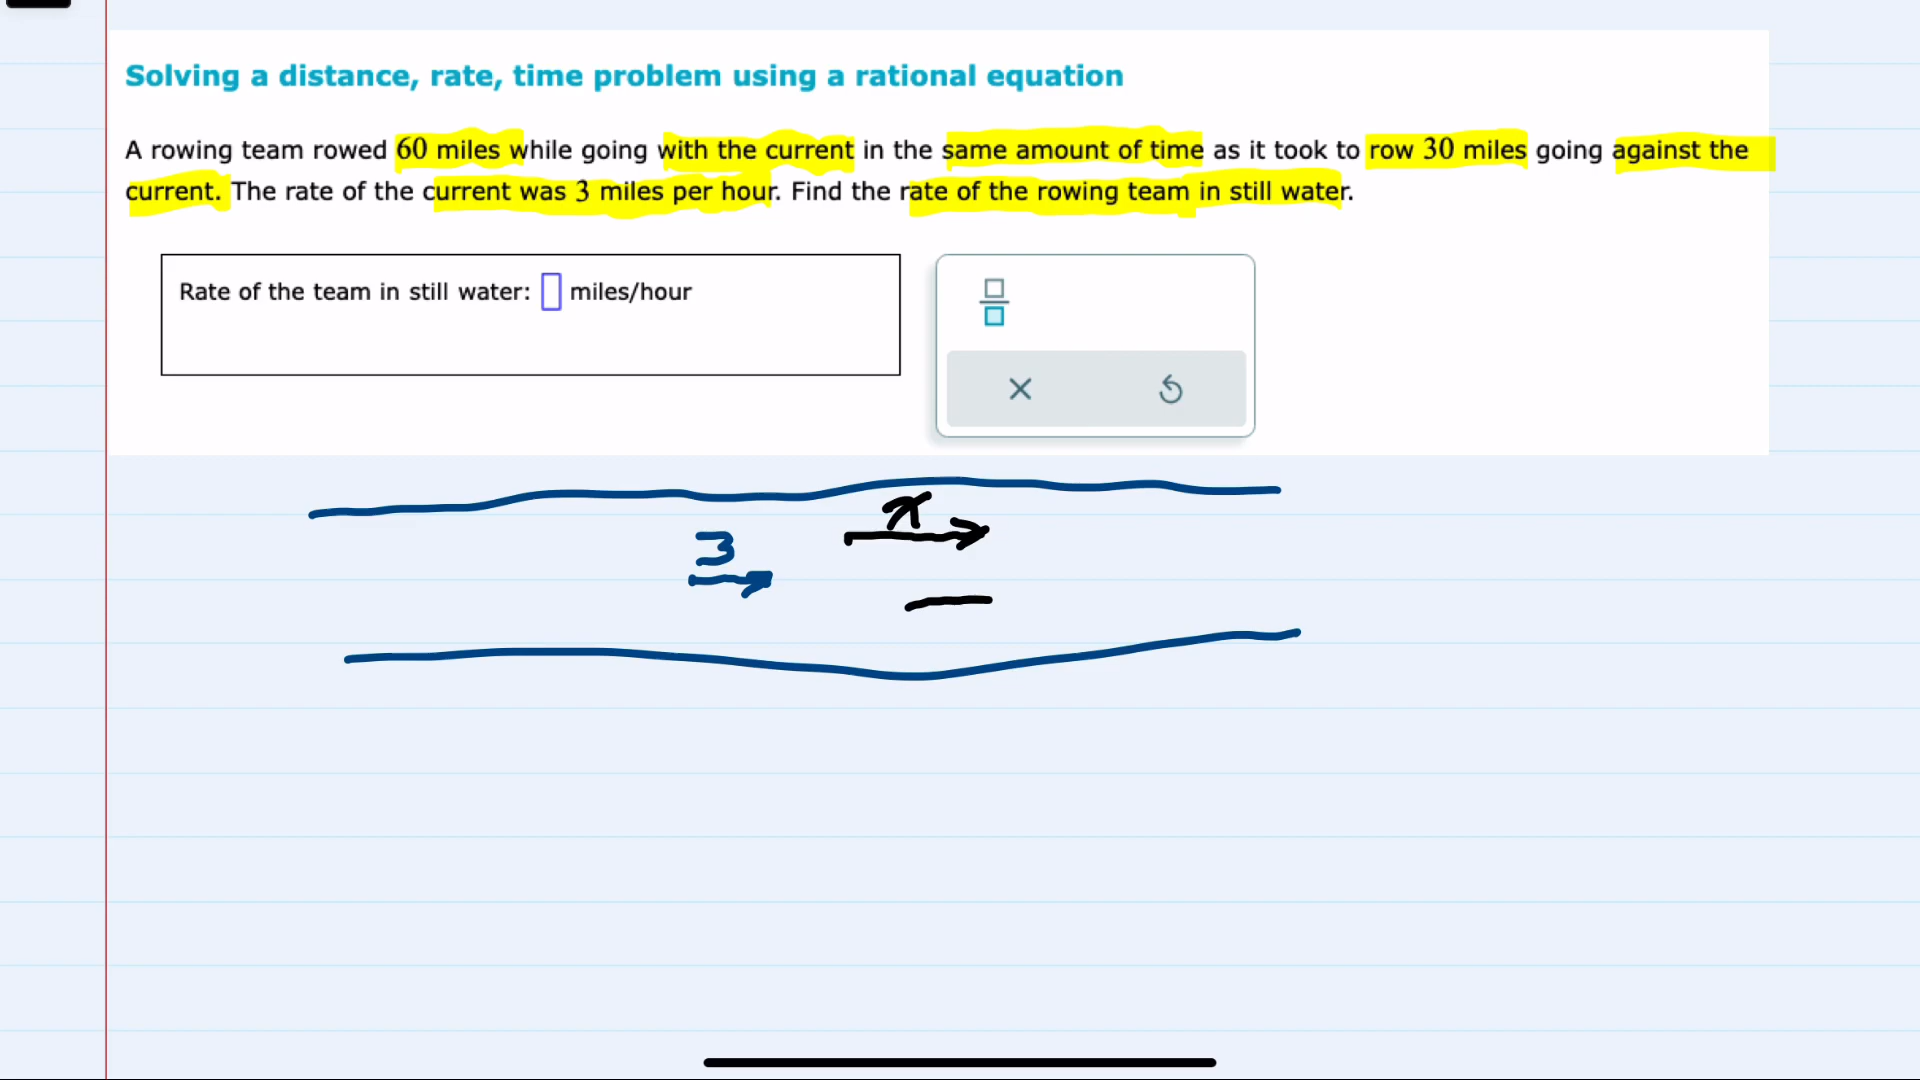 Solving a distance, rate, time problem using a rational equation
A rowing team rowed 60 miles while going with the current in the same amount of time as it took to row 30 miles going against the
current. The rate of the current was 3 miles per hour. Find the rate of the rowing team in still water.
Rate of the team in still water: miles/hour
x
3